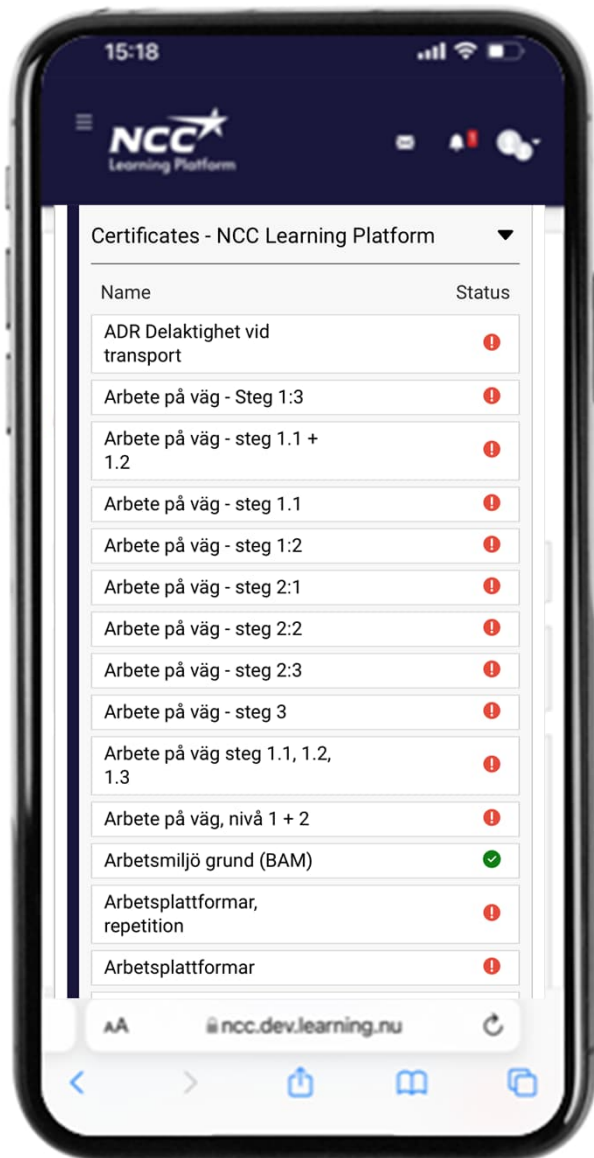 15:18
NCC
Learning Platform
1
Certificates - NCC Learning Platform
Name Status
ADR Delaktighet vid
transport
Arbete på väg - Steg 1:3
Arbete på väg - steg 1.1 +
1.2
Arbete på väg - steg 1.1
Arbete på väg - steg 1:2
Arbete på väg - steg 2:1
Arbete på väg - steg 2:2
Arbete på väg - steg 2:3
Arbete på väg - steg 3
Arbete på väg steg 1.1, 1.2,
1.3
Arbete på väg, nivå 1 + 2
Arbetsmiljö grund (BAM)
Arbetsplattformar,
repetition
Arbetsplattformar
AA ncc.dev.learning.nu